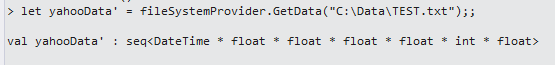 > let yahooData' = fileSystemProvider.GetData("C:\Data\TEST.txt");;
val yahooData' : seq<DateTime * float * float * float * float * int * float>